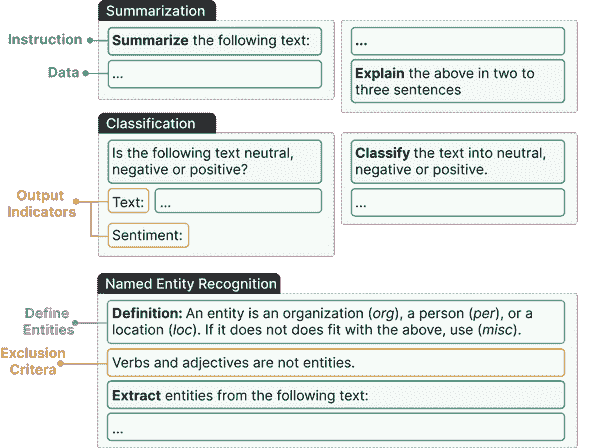 Summarization
Instruction
Summarize the following text:
Data
...
...
Explain the above in two to
three sentences
Classification
Is the following text neutral,
negative or positive?
Output
Indicators
Text:
...
Sentiment:
Classify the text into neutral,
negative or positive.
...
Named Entity Recognition
Define
Entities
Definition: An entity is an organization (org), a person (per), or a
location (loc). If it does not does fit with the above, use (misc).
Exclusion
Critera
Verbs and adjectives are not entities.
Extract entities from the following text:
...